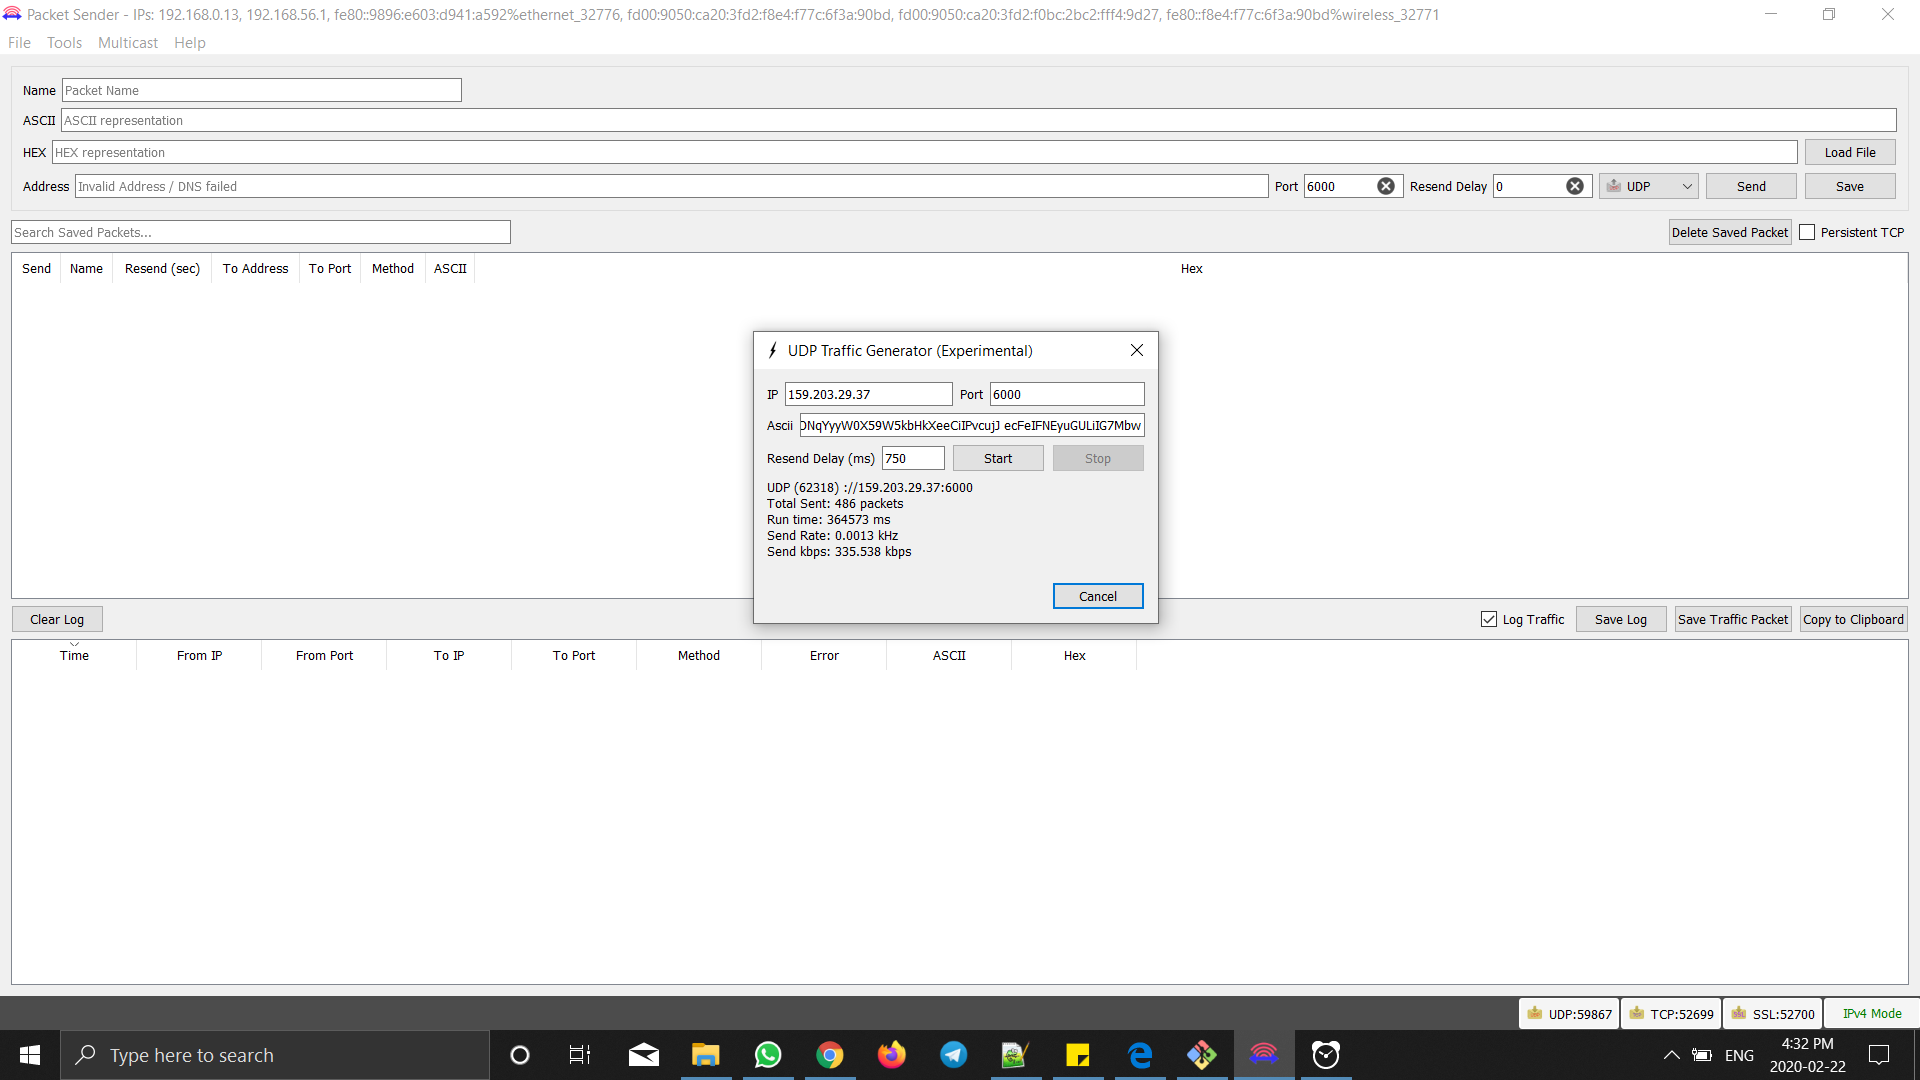 Packet Sender - IPs: 192.168.0.13, 192.168.56.1, fe80::9896:e603:d941:a592%ethernet_32776, fd00:9050:ca20:3fd2:f8e4:f77c:6f3a:90bd, fd00:9050:ca20:3fd2:f0bc:2bc2:fff4:9d27, fe80::f8e4:f77c:6f3a:90bd%wireless_32771
File Tools Multicast Help
Name Packet Name
ASCII ASCII representation
HEX HEX representation Load File
Address Invalid Address / DNS failed Port 6000 Resend Delay 0 UDP Send Save
Search Saved Packets... Delete Saved Packet Persistent TCP
Send Name Resend (sec) To Address To Port Method ASCII Hex
UDP Traffic Generator (Experimental)
IP 159.203.29.37 Port 6000
Ascii ONqYyyW0X59W5kbHkXeeCiIPvcujJ ecFeIFNEyuGULiIG7Mbw
Resend Delay (ms) 750 Start Stop
UDP (62318) ://159.203.29.37:6000
Total Sent: 486 packets
Run time: 364573 ms
Send Rate: 0.0013 kHz
Send kbps: 335.538 kbps
Cancel
Clear Log Log Traffic Save Log Save Traffic Packet Copy to Clipboard
Time From IP From Port To IP To Port Method Error ASCII Hex
UDP:59867 TCP:52699 SSL:52700 IPv4 Mode
Type here to search ENG 4:32 PM
2020-02-22